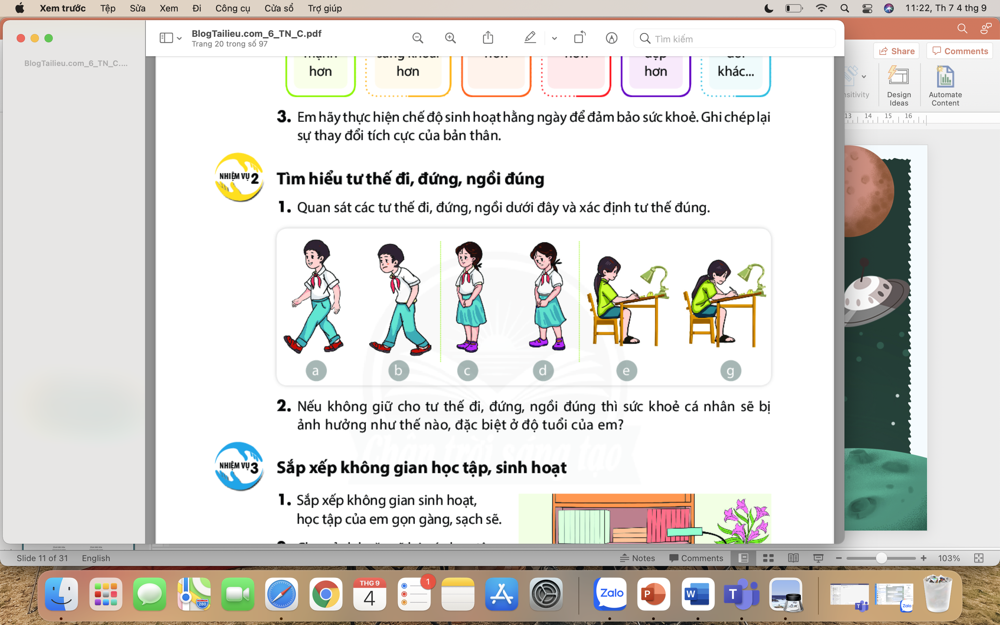 Xem trước Tệp Sửa Xem Đi Công cụ Cửa sổ Trợ giúp 11:22, Th 7 4 thg 9
BlogTailieu.com_6_TN_C.pdf
Trang 20 trong số 97
Tìm kiếm
BlogTailieu.com_6_TN_C....
Share Comments
Design
Ideas
Automate
Content
13 14 15 16
hơn
hơn
hơn
khác...
3. Em hãy thực hiện chế độ sinh hoạt hằng ngày để đảm bảo sức khoẻ. Ghi chép lại
sự thay đổi tích cực của bản thân.
NHIỆM VỤ 2
Tìm hiểu tư thế đi, đứng, ngồi đúng
1. Quan sát các tư thế đi, đứng, ngồi dưới đây và xác định tư thế đúng.
a b c d e g
2. Nếu không giữ cho tư thế đi, đứng, ngồi đúng thì sức khoẻ cá nhân sẽ bị
ảnh hưởng như thế nào, đặc biệt ở độ tuổi của em?
Chân trời sáng tạo
NHIỆM VỤ 3
Sắp xếp không gian học tập, sinh hoạt
1. Sắp xếp không gian sinh hoạt,
học tập của em gọn gàng, sạch sẽ.
Slide 11 of 31 English Notes Comments 103%
280
THG 9
4
1
Zalo
P
W
T
T
Zalo